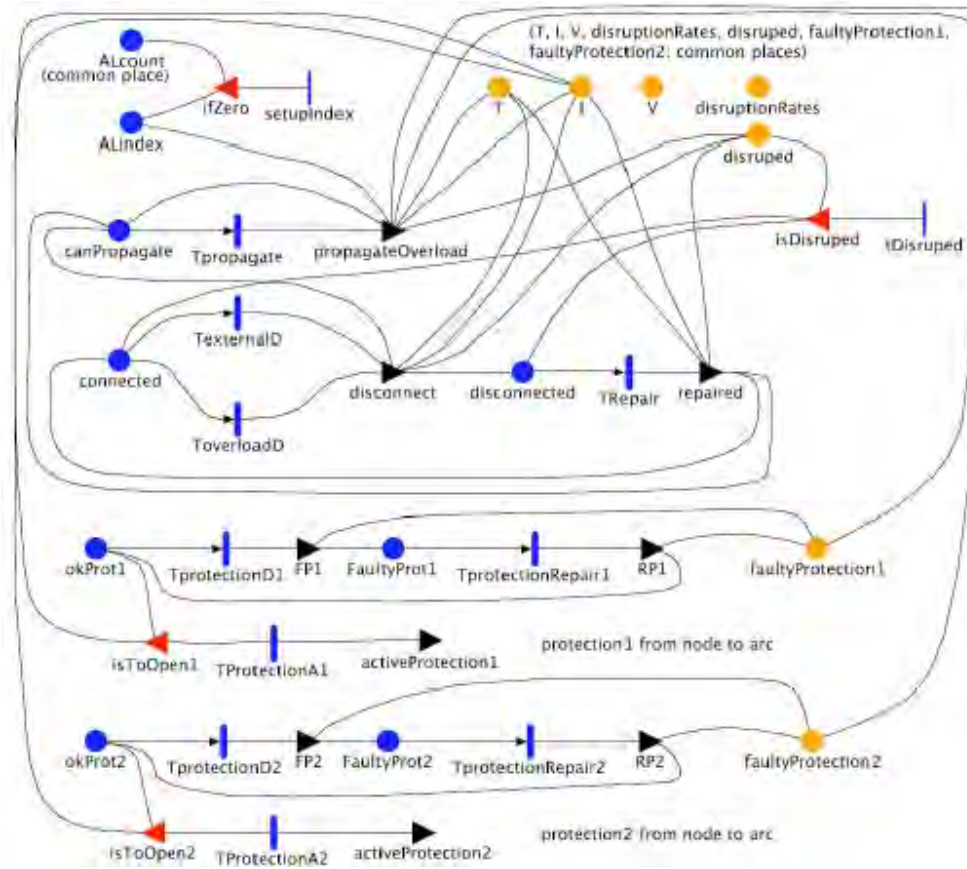 (T, I, V, disruptionRates, disruped, faultyProtection1,
faultyProtection2: common places)
ALcount
(common place)
ifZero
setupIndex
T
I
V
disruptionRates
ALindex
disruped
canPropagate
Tpropagate
propagateOverload
isDisruped
tDisruped
TexternalD
connected
disconnect
disconnected
TRepair
repaired
ToverloadD
okProt1
TprotectionD1
FP1
FaultyProt1
TprotectionRepair1
RP1
faultyProtection1
isToOpen1
TProtectionA1
activeProtection1
protection1 from node to arc
okProt2
TprotectionD2
FP2
FaultyProt2
TprotectionRepair2
RP2
faultyProtection2
isToOpen2
TProtectionA2
activeProtection2
protection2 from node to arc